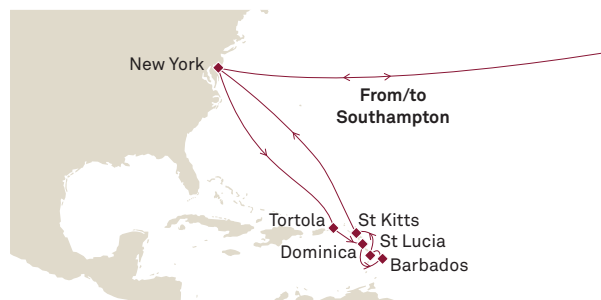 New York
From/to
Southampton
Tortola
St Kitts
Dominica
St Lucia
Barbados